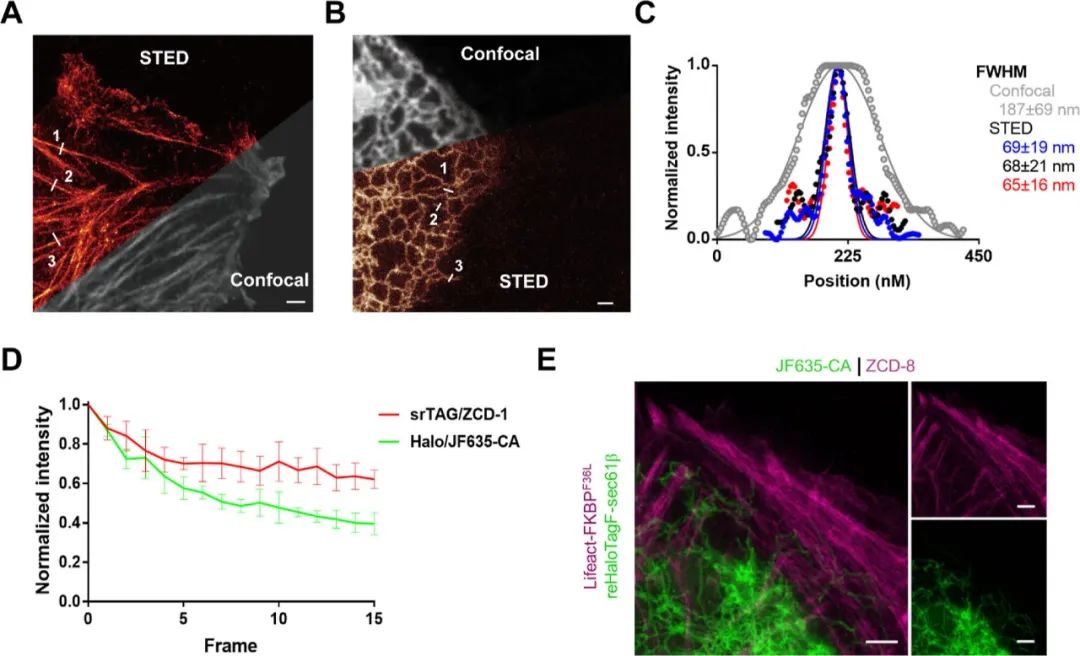 A
STED
1
2
3
Confocal
B
Confocal
1
2
3
STED
C
Normalized intensity
1.0
0.5
0.0
0
225
450
Position (nM)
FWHM
Confocal
187±69 nm
STED
69±19 nm
68±21 nm
65±16 nm
D
Normalized intensity
1.0
0.8
0.6
0.4
0.2
0.0
0
5
10
15
Frame
srTAG/ZCD-1
Halo/JF635-CA
E
JF635-CA | ZCD-8
Lifeact-FKBPF36L
reHaloTagF-sec61β